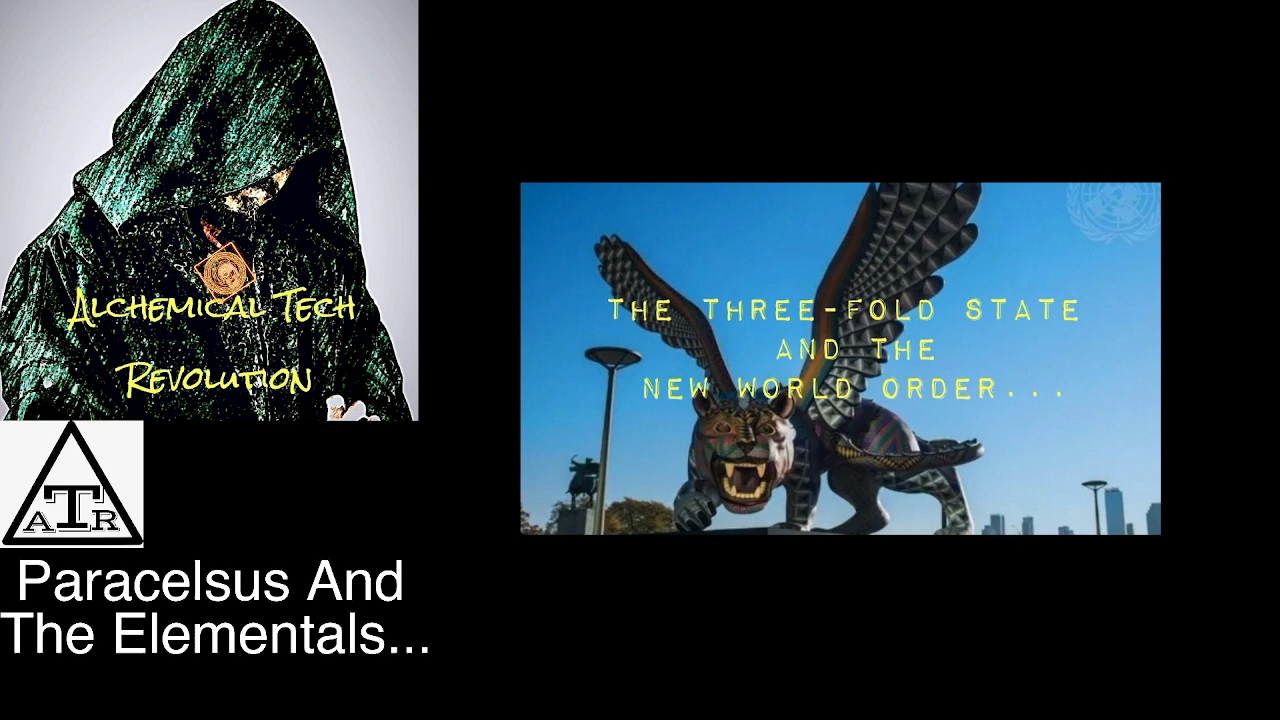 Alchemical Tech
Revolution
ATR
Paracelsus And
The Elementals...
THE THREE-FOLD STATE
AND THE
NEW WORLD ORDER...